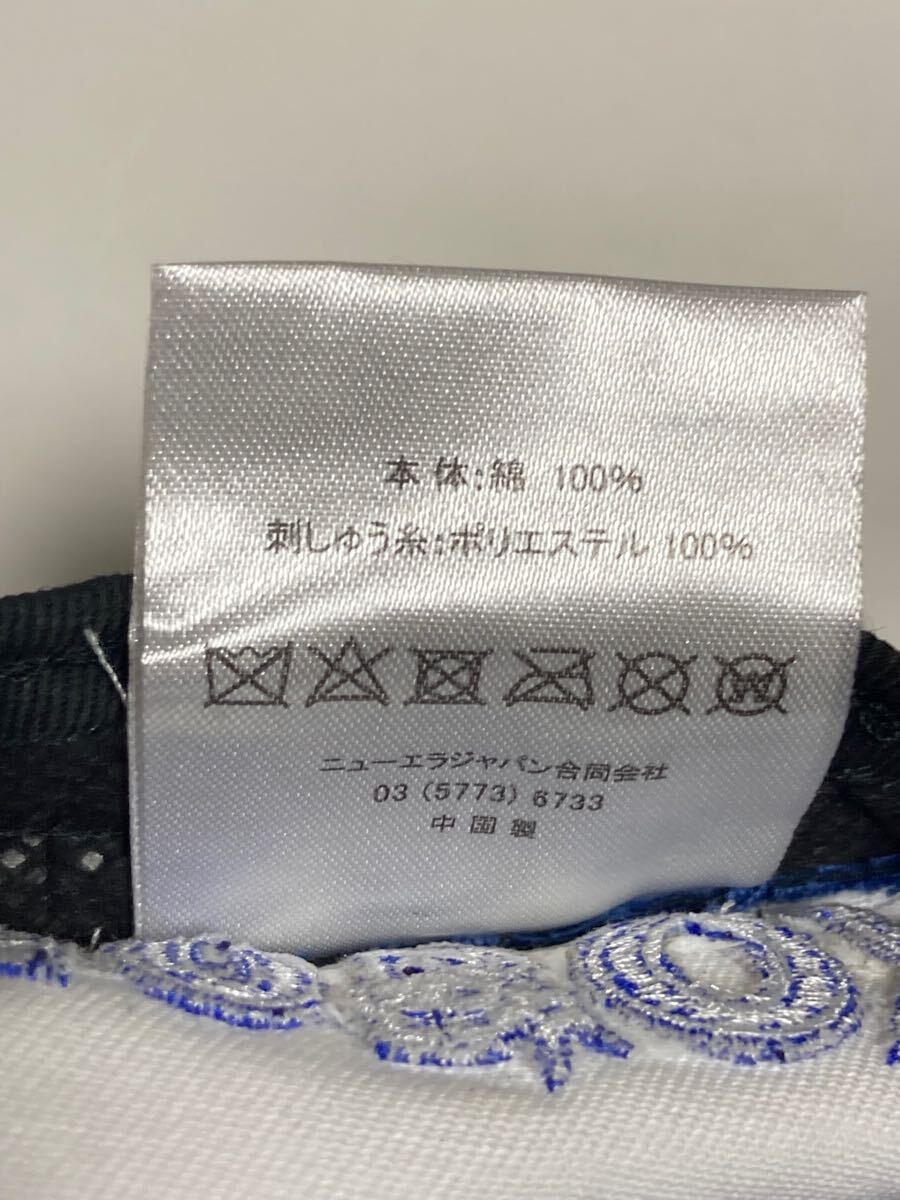 本体:綿 100%
刺しゅう糸:ポリエステル 100%
ニューエラジャパン合同会社
03 (5773) 6733
中国製